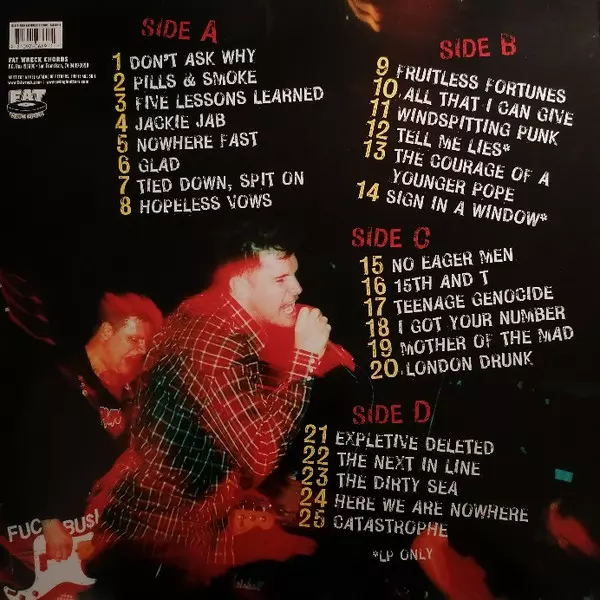 FAT WRECK CHORDS
FAT
WRECK CHORDS
SIDE A
1 DON'T ASK WHY
2 PILLS & SMOKE
3 FIVE LESSONS LEARNED
4 JACKIE JAB
5 NOWHERE FAST
6 GLAD
7 TIED DOWN, SPIT ON
8 HOPELESS VOWS
SIDE B
9 FRUITLESS FORTUNES
10 ALL THAT I CAN GIVE
11 WINDSPITTING PUNK
12 TELL ME LIES*
13 THE COURAGE OF A
YOUNGER POPE
14 SIGN IN A WINDOW*
SIDE C
15 NO EAGER MEN
16 15TH AND T
17 TEENAGE GENOCIDE
18 I GOT YOUR NUMBER
19 MOTHER OF THE MAD
20 LONDON DRUNK
SIDE D
21 EXPLETIVE DELETED
22 THE NEXT IN LINE
23 THE DIRTY SEA
24 HERE WE ARE NOWHERE
25 CATASTROPHE
*LP ONLY
BUS!